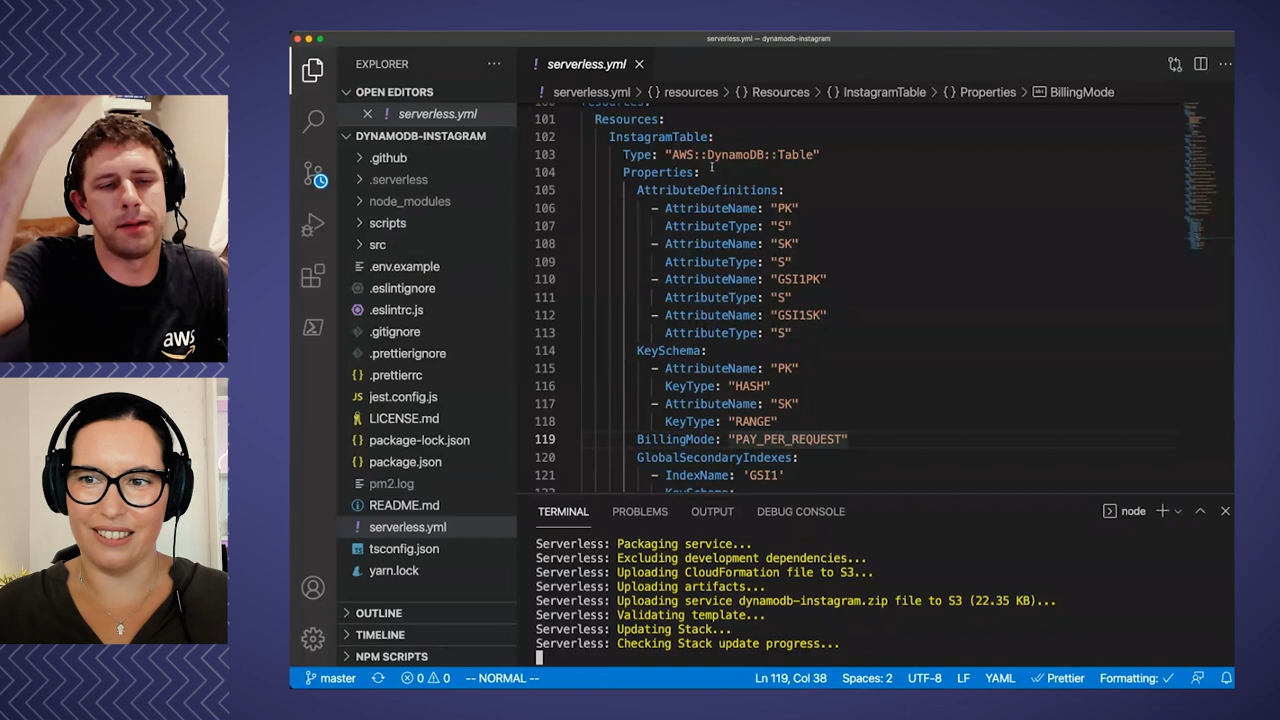 serverless.yml — dynamodb-instagram
EXPLORER
serverless.yml
OPEN EDITORS
serverless.yml > {} resources > {} Resources > {} InstagramTable > {} Properties > abc BillingMode
serverless.yml
DYNAMODB-INSTAGRAM
.github
.serverless
node_modules
scripts
src
.env.example
.eslintignore
.eslintrc.js
.gitignore
.prettierignore
.prettierrc
jest.config.js
LICENSE.md
package-lock.json
package.json
pm2.log
README.md
serverless.yml
tsconfig.json
yarn.lock
OUTLINE
TIMELINE
NPM SCRIPTS
100 resources:
101 Resources:
102 InstagramTable:
103 Type: "AWS::DynamoDB::Table"
104 Properties:
105 AttributeDefinitions:
106 - AttributeName: "PK"
107 AttributeType: "S"
108 - AttributeName: "SK"
109 AttributeType: "S"
110 - AttributeName: "GSI1PK"
111 AttributeType: "S"
112 - AttributeName: "GSI1SK"
113 AttributeType: "S"
114 KeySchema:
115 - AttributeName: "PK"
116 KeyType: "HASH"
117 - AttributeName: "SK"
118 KeyType: "RANGE"
119 BillingMode: "PAY_PER_REQUEST"
120 GlobalSecondaryIndexes:
121 - IndexName: 'GSI1'
TERMINAL PROBLEMS OUTPUT DEBUG CONSOLE node
Serverless: Packaging service...
Serverless: Excluding development dependencies...
Serverless: Uploading CloudFormation file to S3...
Serverless: Uploading artifacts...
Serverless: Uploading service dynamodb-instagram.zip file to S3 (22.35 KB)...
Serverless: Validating template...
Serverless: Updating Stack...
Serverless: Checking Stack update progress...
master 0 0 -- NORMAL -- Ln 119, Col 38 Spaces: 2 UTF-8 LF YAML Prettier Formatting: ✓
aws